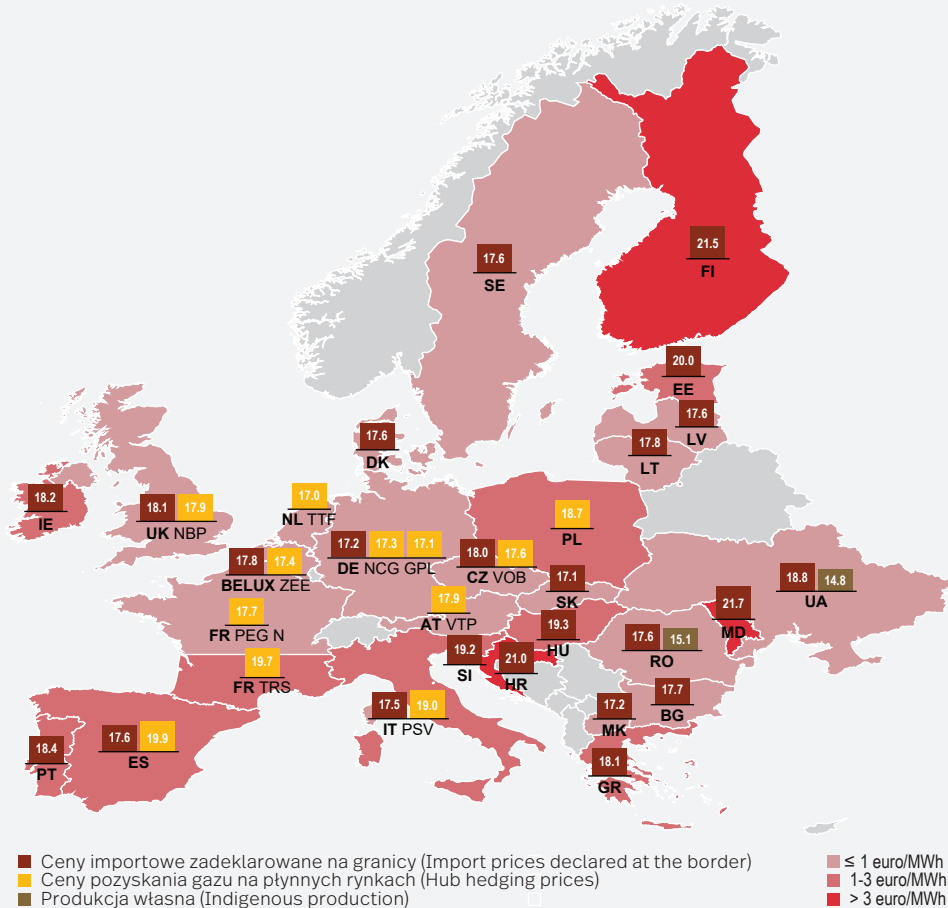 21.5
FI
17.6
SE
20.0
EE
17.6
LV
17.8
LT
17.6
DK
18.2
IE
18.1 17.9
UK NBP
17.0
NL TTF
18.7
PL
17.2 17.3 17.1
DE NCG GPL
18.0 17.6
CZ VOB
17.8 17.4
BELUX ZEE
17.1
SK
18.8 14.8
UA
17.7
FR PEG N
17.9
AT VTP
21.7
MD
19.3
HU
17.6 15.1
RO
19.2
SI
21.0
HR
19.7
FR TRS
17.5 19.0
IT PSV
17.2
MK
17.7
BG
18.4
PT
17.6 19.9
ES
18.1
GR
Ceny importowe zadeklarowane na granicy (Import prices declared at the border)
Ceny pozyskania gazu na płynnych rynkach (Hub hedging prices)
Produkcja własna (Indigenous production)
≤ 1 euro/MWh
1-3 euro/MWh
> 3 euro/MWh